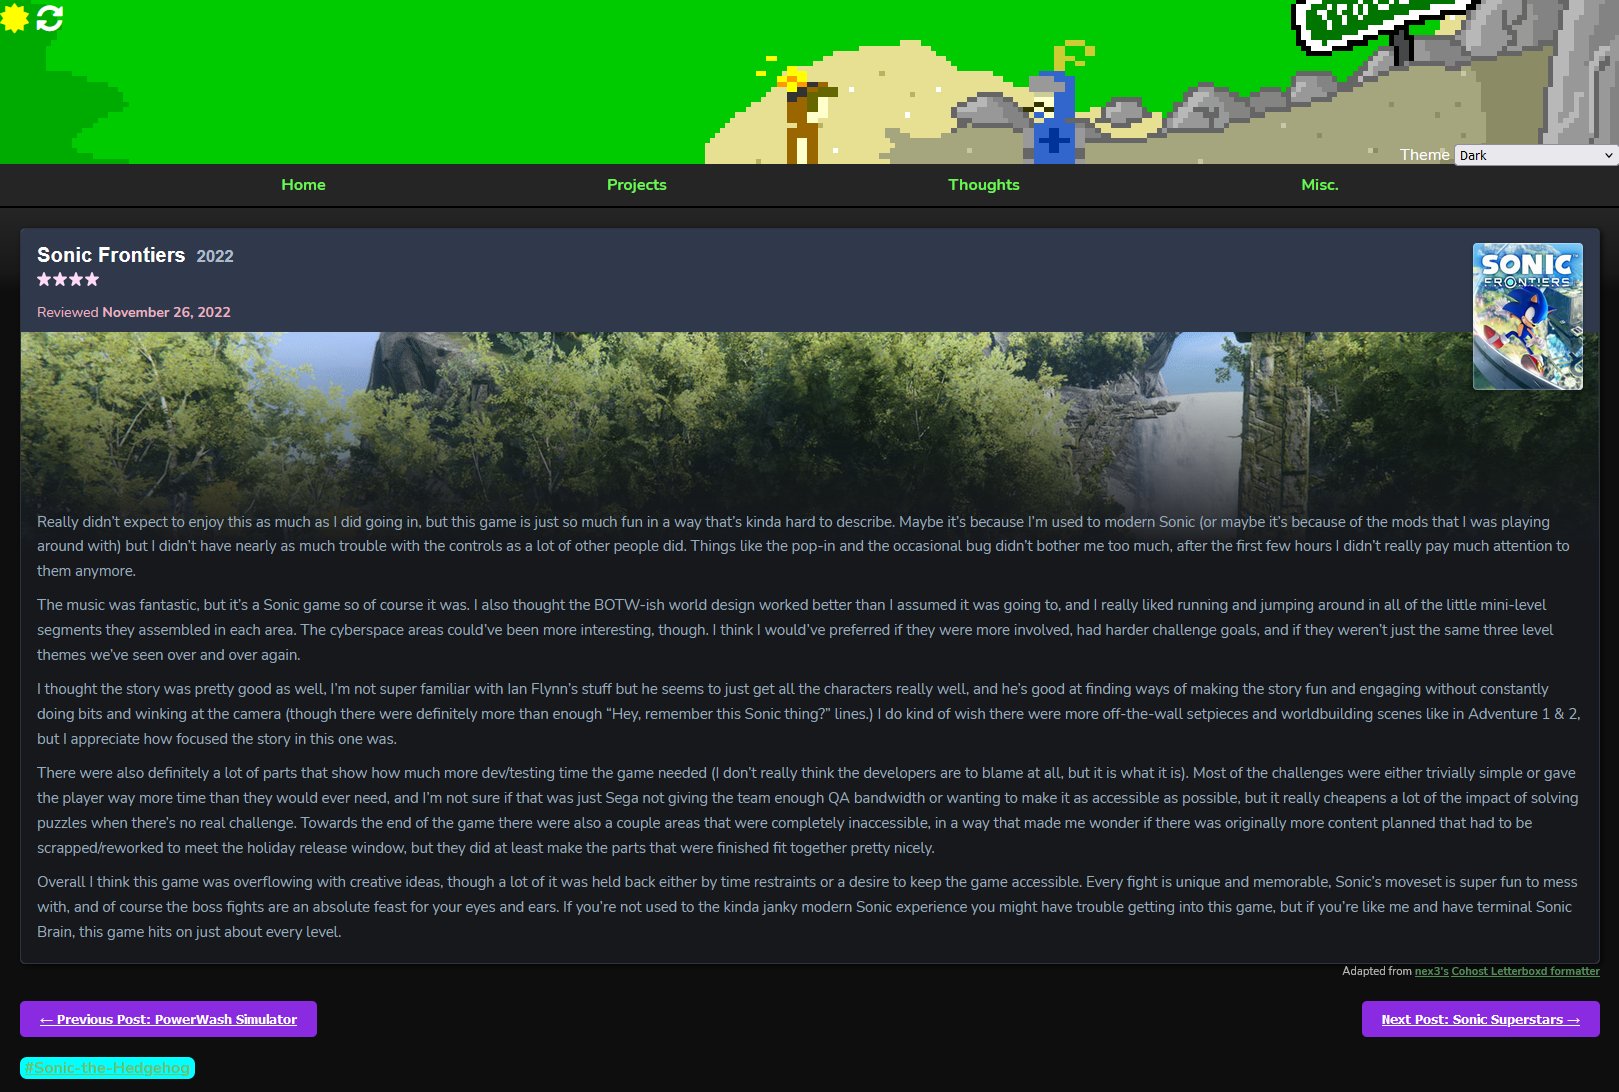 Theme Dark
Home Projects Thoughts Misc.
Sonic Frontiers 2022
Reviewed November 26, 2022
SONIC
FRONTIERS
Really didn’t expect to enjoy this as much as I did going in, but this game is just so much fun in a way that’s kinda hard to describe. Maybe it’s because I’m used to modern Sonic (or maybe it’s because of the mods that I was playing
around with) but I didn’t have nearly as much trouble with the controls as a lot of other people did. Things like the pop-in and the occasional bug didn’t bother me too much, after the first few hours I didn’t really pay much attention to
them anymore.
The music was fantastic, but it’s a Sonic game so of course it was. I also thought the BOTW-ish world design worked better than I assumed it was going to, and I really liked running and jumping around in all of the little mini-level
segments they assembled in each area. The cyberspace areas could’ve been more interesting, though. I think I would’ve preferred if they were more involved, had harder challenge goals, and if they weren’t just the same three level
themes we’ve seen over and over again.
I thought the story was pretty good as well, I’m not super familiar with Ian Flynn’s stuff but he seems to just get all the characters really well, and he’s good at finding ways of making the story fun and engaging without constantly
doing bits and winking at the camera (though there were definitely more than enough “Hey, remember this Sonic thing?” lines.) I do kind of wish there were more off-the-wall setpieces and worldbuilding scenes like in Adventure 1 & 2,
but I appreciate how focused the story in this one was.
There were also definitely a lot of parts that show how much more dev/testing time the game needed (I don’t really think the developers are to blame at all, but it is what it is). Most of the challenges were either trivially simple or gave
the player way more time than they would ever need, and I’m not sure if that was just Sega not giving the team enough QA bandwidth or wanting to make it as accessible as possible, but it really cheapens a lot of the impact of solving
puzzles when there’s no real challenge. Towards the end of the game there were also a couple areas that were completely inaccessible, in a way that made me wonder if there was originally more content planned that had to be
scrapped/reworked to meet the holiday release window, but they did at least make the parts that were finished fit together pretty nicely.
Overall I think this game was overflowing with creative ideas, though a lot of it was held back either by time restraints or a desire to keep the game accessible. Every fight is unique and memorable, Sonic’s moveset is super fun to mess
with, and of course the boss fights are an absolute feast for your eyes and ears. If you’re not used to the kinda janky modern Sonic experience you might have trouble getting into this game, but if you’re like me and have terminal Sonic
Brain, this game hits on just about every level.
Adapted from nex3's Cohost Letterboxd formatter
← Previous Post: PowerWash Simulator
Next Post: Sonic Superstars →
#Sonic-the-Hedgehog